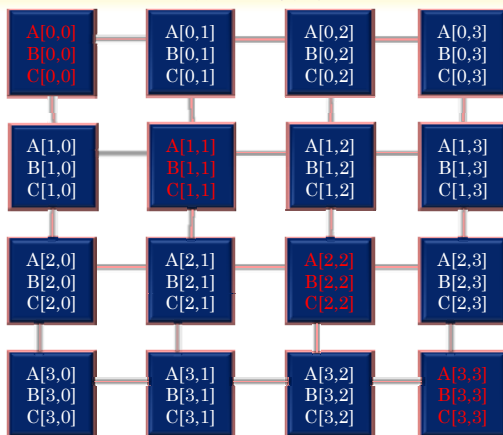 A[0,0]
B[0,0]
C[0,0]
A[0,1]
B[0,1]
C[0,1]
A[0,2]
B[0,2]
C[0,2]
A[0,3]
B[0,3]
C[0,3]
A[1,0]
B[1,0]
C[1,0]
A[1,1]
B[1,1]
C[1,1]
A[1,2]
B[1,2]
C[1,2]
A[1,3]
B[1,3]
C[1,3]
A[2,0]
B[2,0]
C[2,0]
A[2,1]
B[2,1]
C[2,1]
A[2,2]
B[2,2]
C[2,2]
A[2,3]
B[2,3]
C[2,3]
A[3,0]
B[3,0]
C[3,0]
A[3,1]
B[3,1]
C[3,1]
A[3,2]
B[3,2]
C[3,2]
A[3,3]
B[3,3]
C[3,3]